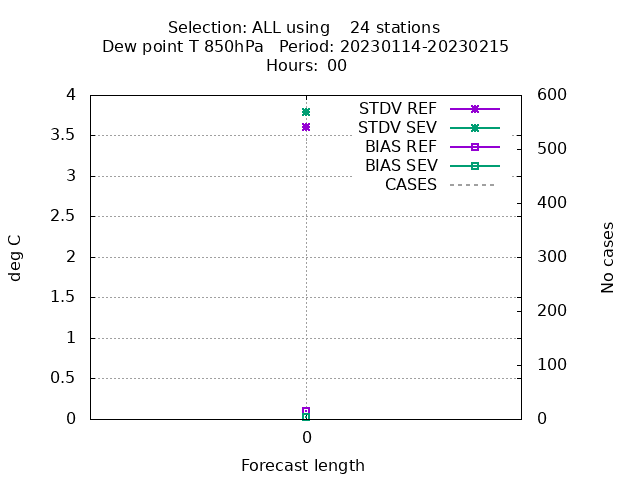 Selection: ALL using    24 stations
Dew point T 850hPa   Period: 20230114-20230215
Hours: 00
4
3.5
3
2.5
2
1.5
1
0.5
0
600
500
400
300
200
100
0
STDV REF
STDV SEV
BIAS REF
BIAS SEV
CASES
deg C
No cases
0
Forecast length